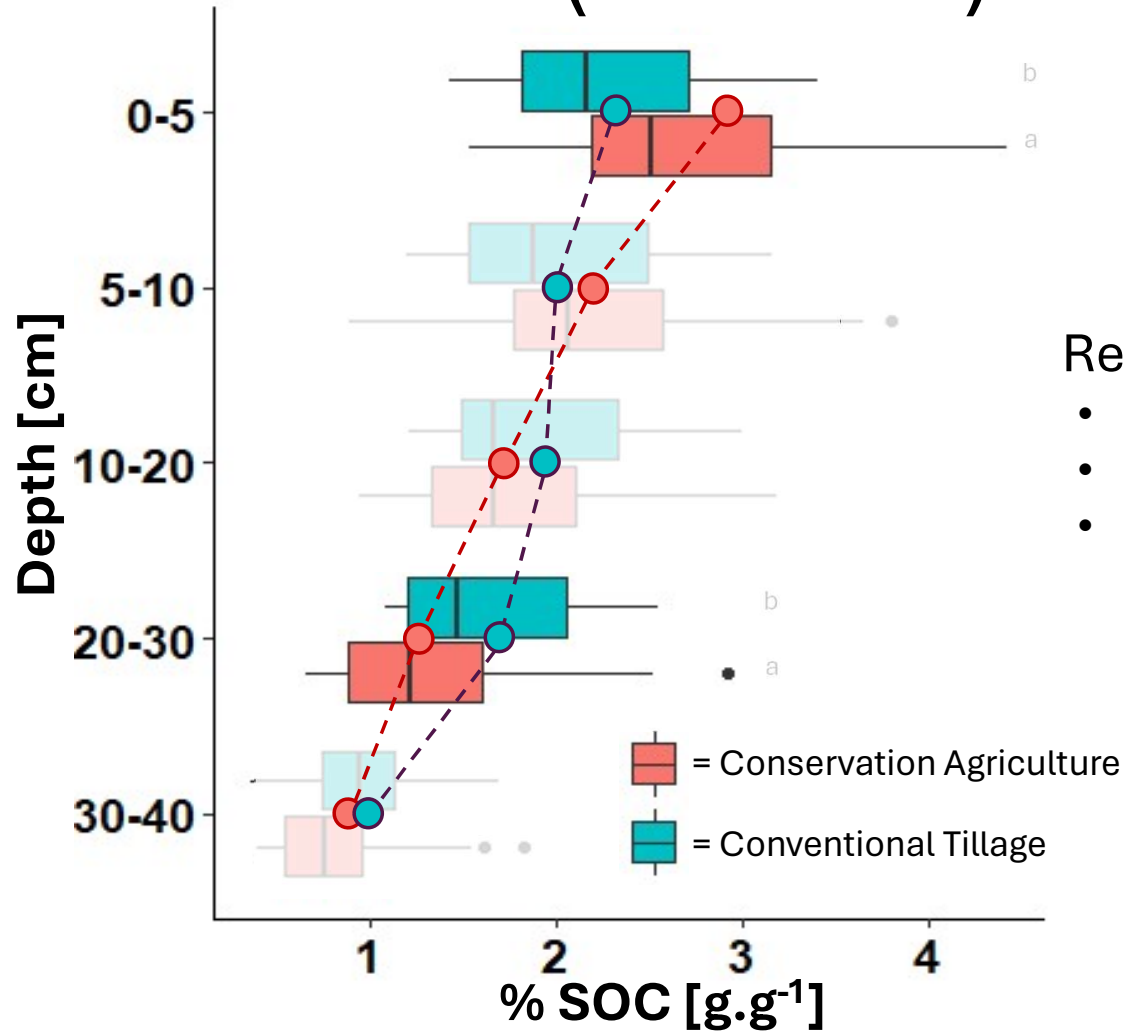 ( )
b
0-5
a
5-10
Depth [cm]
Re
10-20
b
20-30
a
= Conservation Agriculture
30-40
= Conventional Tillage
1 2 3 4
% SOC [g.g⁻¹]